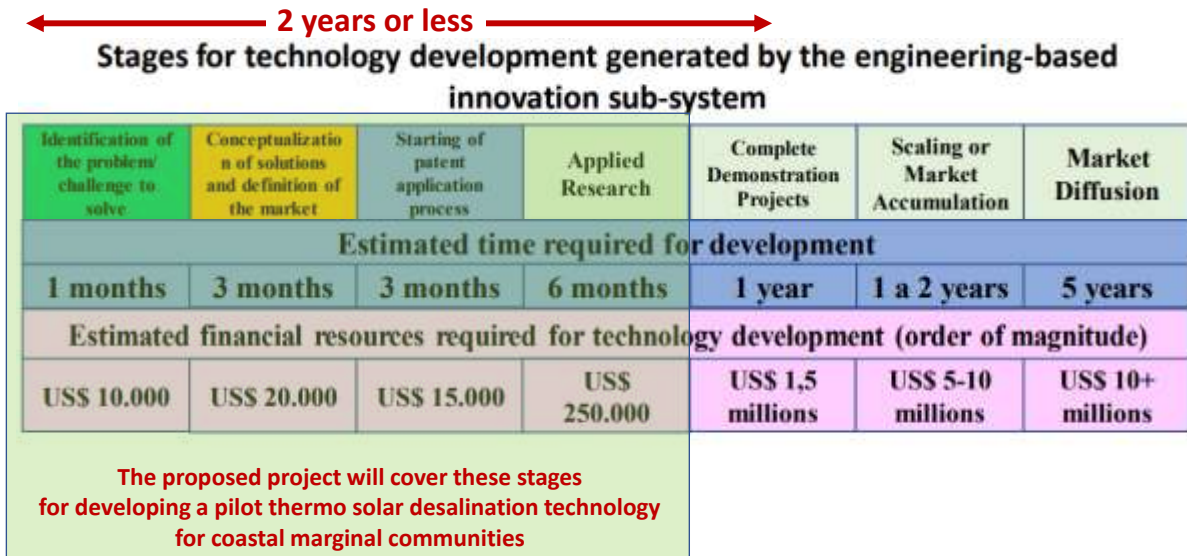 2 years or less
Stages for technology development generated by the engineering-based
innovation sub-system
Identification of
the problem/
challenge to
solve
Conceptualizatio
n of solutions
and definition of
the market
Starting of
patent
application
process
Applied
Research
Complete
Demonstration
Projects
Scaling or
Market
Accumulation
Market
Diffusion
Estimated time required for development
1 months
3 months
3 months
6 months
1 year
1 a 2 years
5 years
Estimated financial resources required for technology development (order of magnitude)
US$ 10.000
US$ 20.000
US$ 15.000
US$
250.000
US$ 1,5
millions
US$ 5-10
millions
US$ 10+
millions
The proposed project will cover these stages
for developing a pilot thermo solar desalination technology
for coastal marginal communities